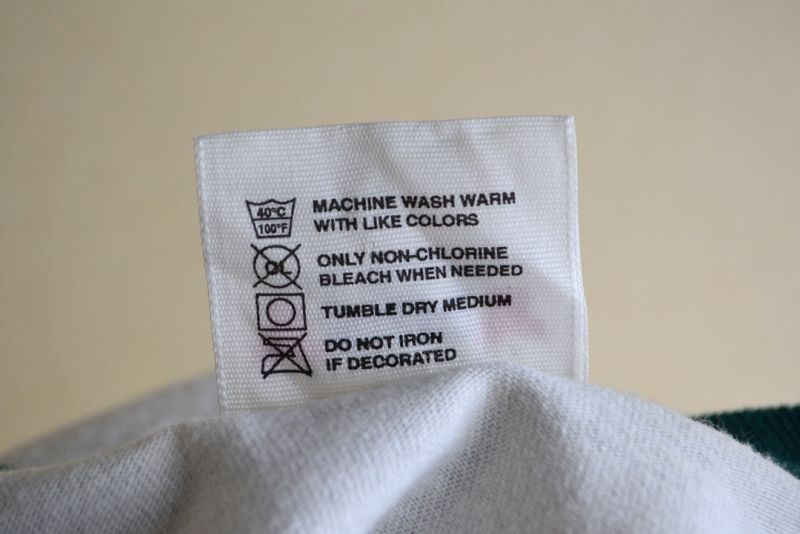 40°C
100°F
MACHINE WASH WARM
WITH LIKE COLORS
CL
ONLY NON-CHLORINE
BLEACH WHEN NEEDED
TUMBLE DRY MEDIUM
DO NOT IRON
IF DECORATED